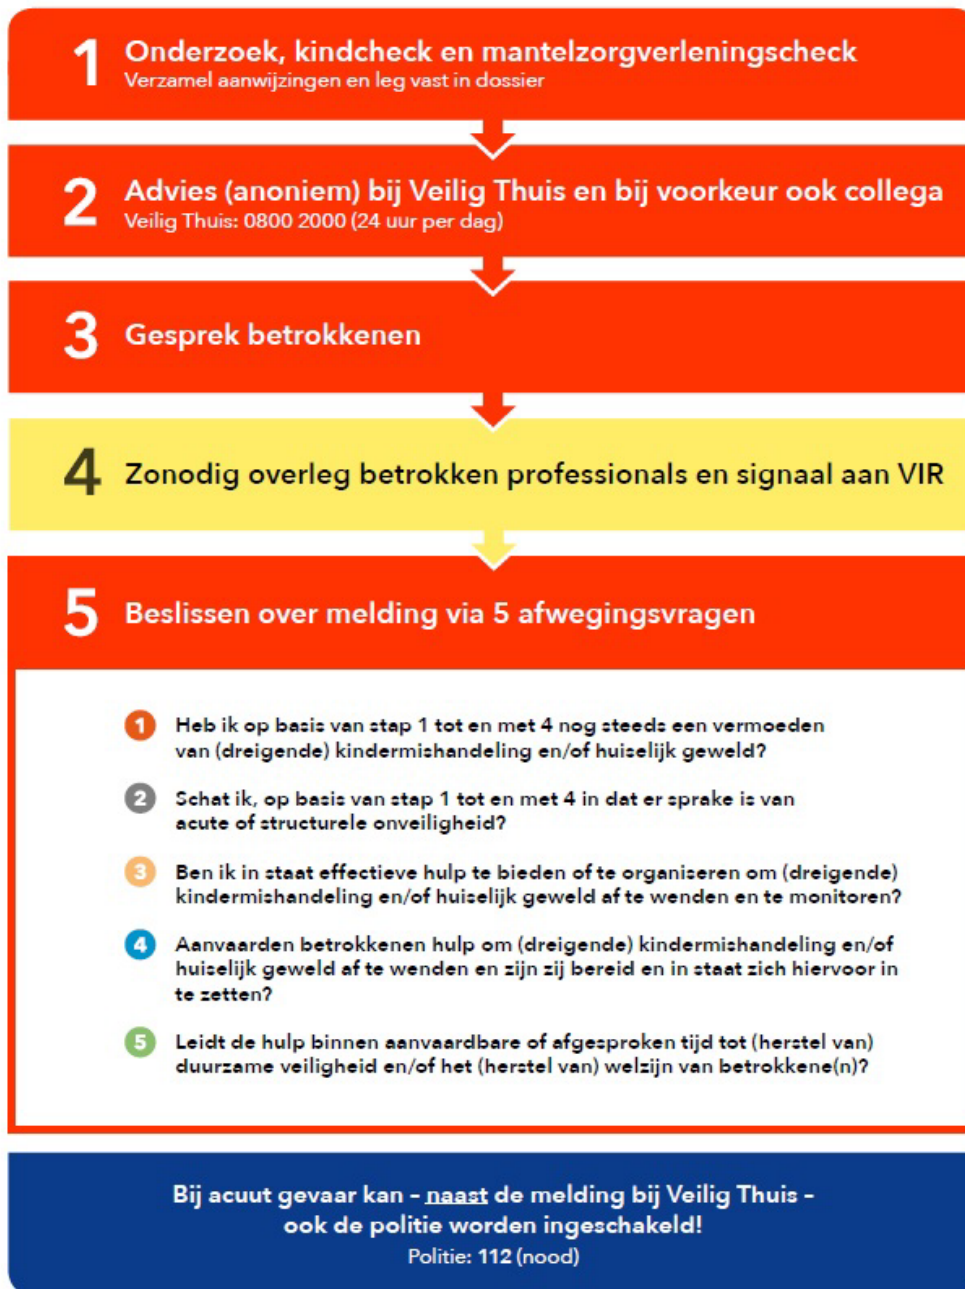 1 Onderzoek, kindcheck en mantelzorgverleningscheck
Verzamel aanwijzingen en leg vast in dossier
2 Advies (anoniem) bij Veilig Thuis en bij voorkeur ook collega
Veilig Thuis: 0800 2000 (24 uur per dag)
3 Gesprek betrokkenen
4 Zonodig overleg betrokken professionals en signaal aan VIR
5 Beslissen over melding via 5 afwegingsvragen
1 Heb ik op basis van stap 1 tot en met 4 nog steeds een vermoeden
van (dreigende) kindermishandeling en/of huiselijk geweld?
2 Schat ik, op basis van stap 1 tot en met 4 in dat er sprake is van
acute of structurele onveiligheid?
3 Ben ik in staat effectieve hulp te bieden of te organiseren om (dreigende)
kindermishandeling en/of huiselijk geweld af te wenden en te monitoren?
4 Aanvaarden betrokkenen hulp om (dreigende) kindermishandeling en/of
huiselijk geweld af te wenden en zijn zij bereid en in staat zich hiervoor in
te zetten?
5 Leidt de hulp binnen aanvaardbare of afgesproken tijd tot (herstel van)
duurzame veiligheid en/of het (herstel van) welzijn van betrokkene(n)?
Bij acuut gevaar kan – naast de melding bij Veilig Thuis –
ook de politie worden ingeschakeld!
Politie: 112 (nood)